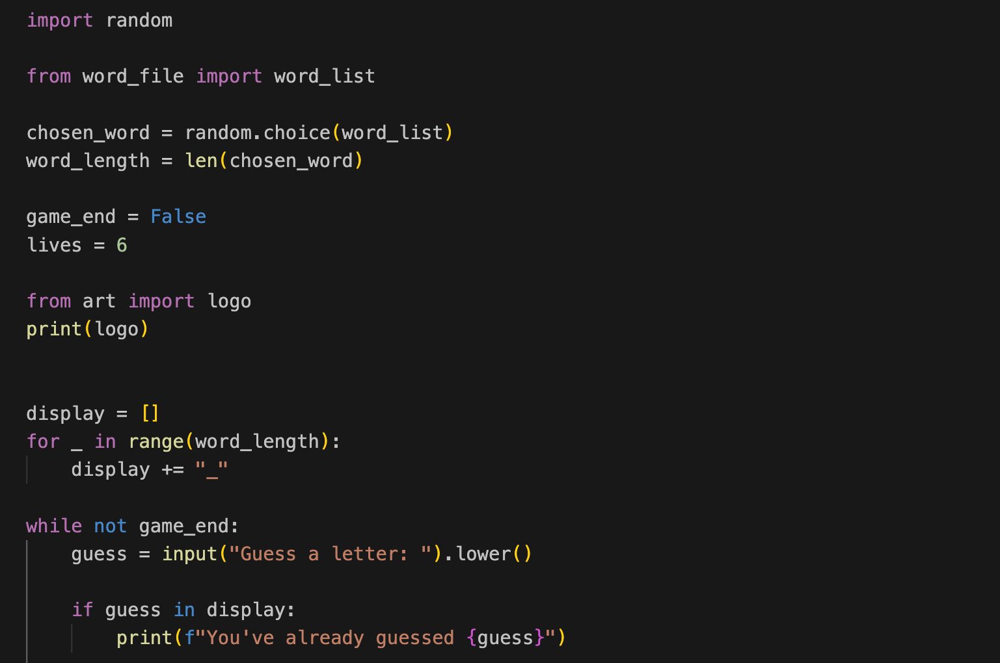 import random
from word_file import word_list
chosen_word = random.choice(word_list)
word_length = len(chosen_word)
game_end = False
lives = 6
from art import logo
print(logo)
display = []
for _ in range(word_length):
    display += "_"
while not game_end:
    guess = input("Guess a letter: ").lower()
    if guess in display:
        print(f"You've already guessed {guess}")